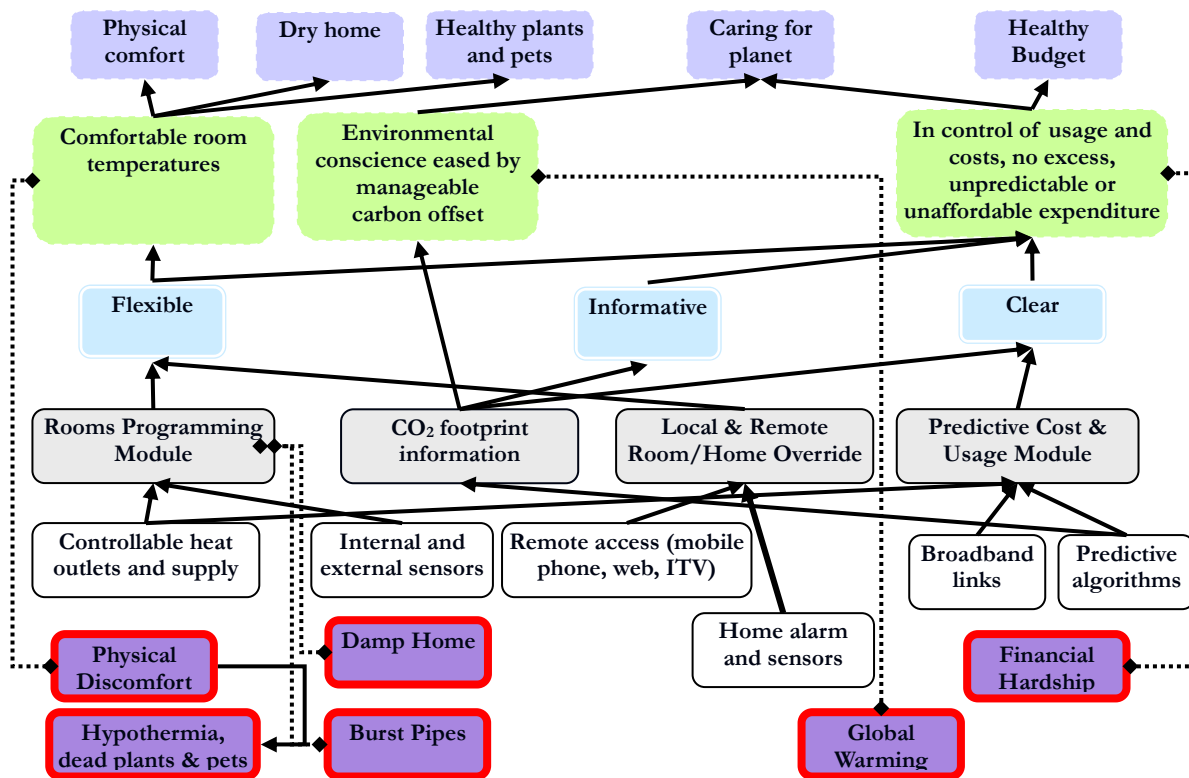 Physical
comfort
Dry home
Healthy plants
and pets
Caring for
planet
Healthy
Budget
Comfortable room
temperatures
Environmental
conscience eased by
manageable
carbon offset
In control of usage and
costs, no excess,
unpredictable or
unaffordable expenditure
Flexible
Informative
Clear
Rooms Programming
Module
CO₂ footprint
information
Local & Remote
Room/Home Override
Predictive Cost &
Usage Module
Controllable heat
outlets and supply
Internal and
external sensors
Remote access (mobile
phone, web, ITV)
Broadband
links
Predictive
algorithms
Home alarm
and sensors
Physical
Discomfort
Damp Home
Financial
Hardship
Hypothermia,
dead plants & pets
Burst Pipes
Global
Warming